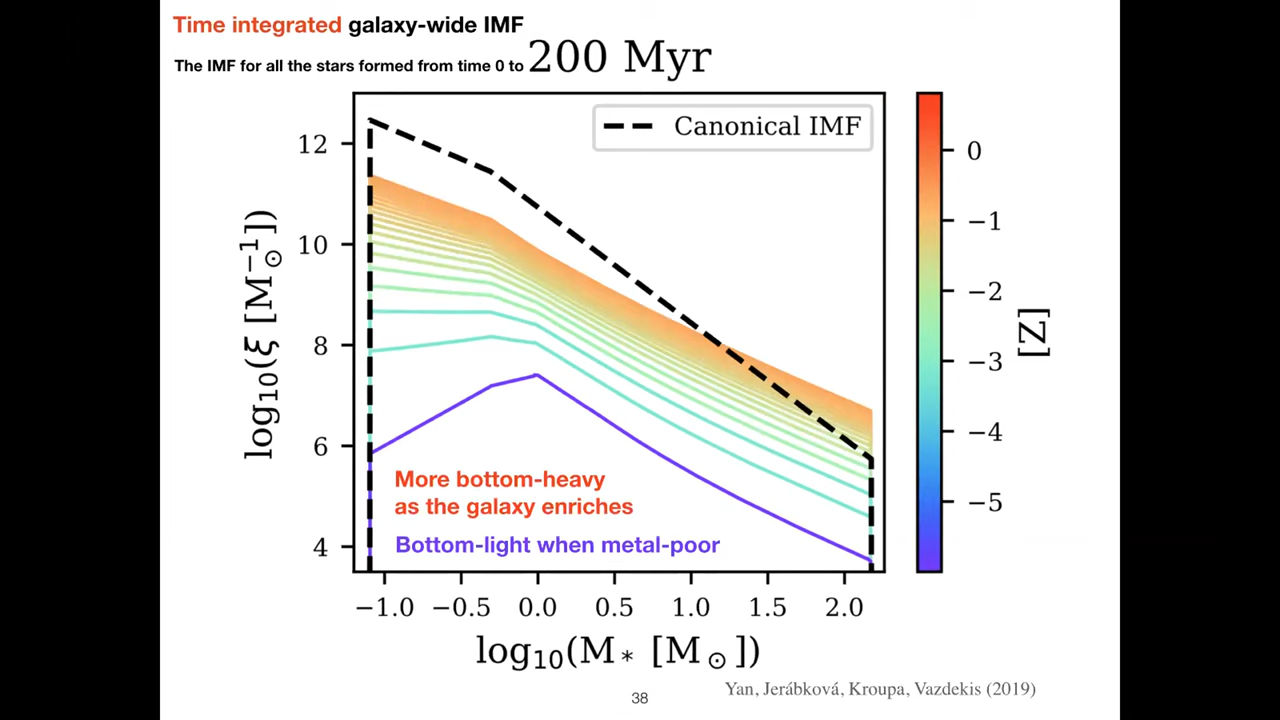 Time integrated galaxy-wide IMF
The IMF for all the stars formed from time 0 to 200 Myr
Canonical IMF
12
10
8
6
4
log₁₀(ξ [M⊙⁻¹])
More bottom-heavy
as the galaxy enriches
Bottom-light when metal-poor
−1.0 −0.5 0.0 0.5 1.0 1.5 2.0
log₁₀(M* [M⊙])
0
−1
−2
−3
−4
−5
[Z]
Yan, Jerábková, Kroupa, Vazdekis (2019)
38